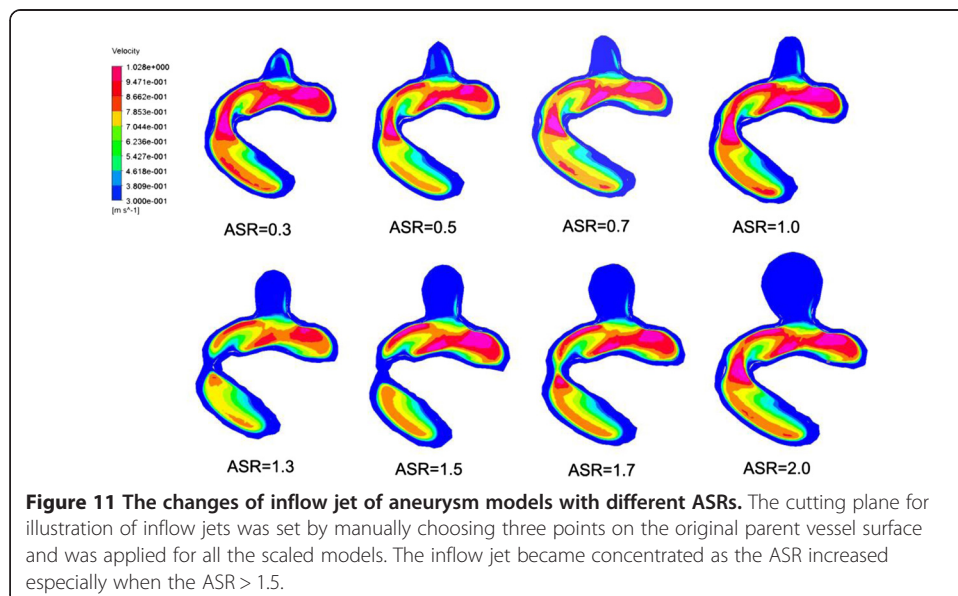 Velocity
1.028e+000
9.471e-001
8.662e-001
7.853e-001
7.044e-001
6.236e-001
5.427e-001
4.618e-001
3.809e-001
3.000e-001
[m s^-1]
ASR=0.3
ASR=0.5
ASR=0.7
ASR=1.0
ASR=1.3
ASR=1.5
ASR=1.7
ASR=2.0
Figure 11 The changes of inflow jet of aneurysm models with different ASRs. The cutting plane for
illustration of inflow jets was set by manually choosing three points on the original parent vessel surface
and was applied for all the scaled models. The inflow jet became concentrated as the ASR increased
especially when the ASR > 1.5.